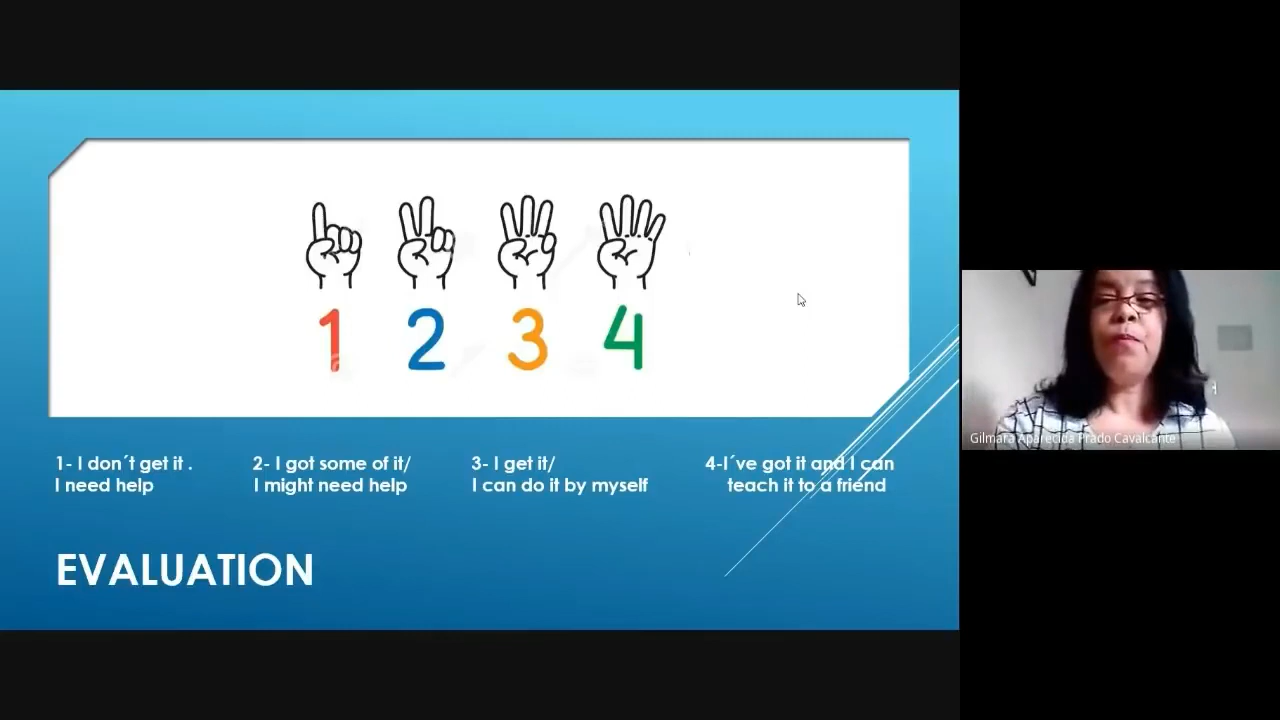 1 2 3 4
1- I don´t get it .
I need help
2- I got some of it/
I might need help
3- I get it/
I can do it by myself
4-I´ve got it and I can
teach it to a friend
EVALUATION
Gilmara Aparecida Prado Cavalcante